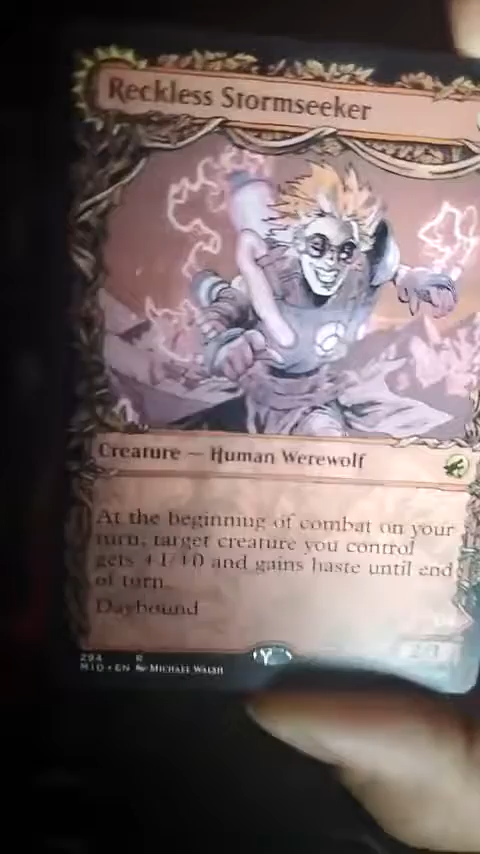 Reckless Stormseeker
Creature — Human Werewolf
At the beginning of combat on your
turn, target creature you control
gets +1/+0 and gains haste until end
of turn.
Daybound
294 R
MID • EN MICHAEL WALSH